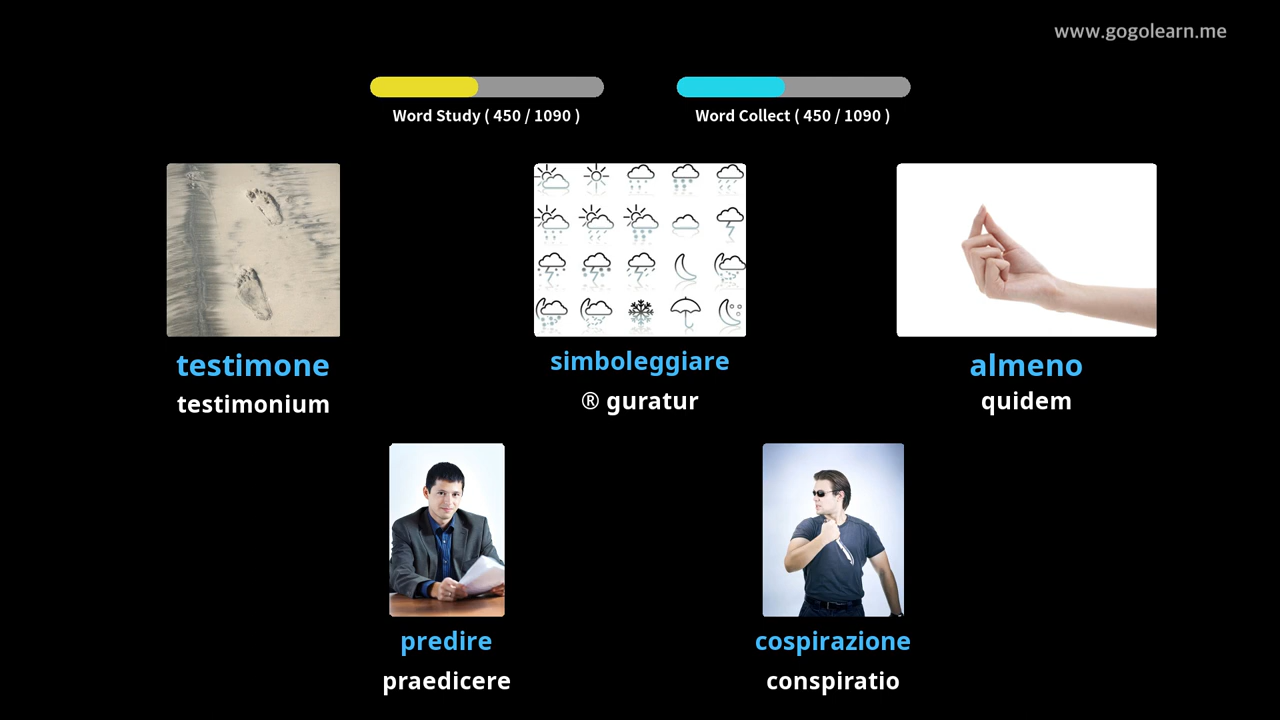 www.gogolearn.me
Word Study ( 450 / 1090 )
Word Collect ( 450 / 1090 )
testimone
testimonium
simboleggiare
® guratur
almeno
quidem
predire
praedicere
cospirazione
conspiratio